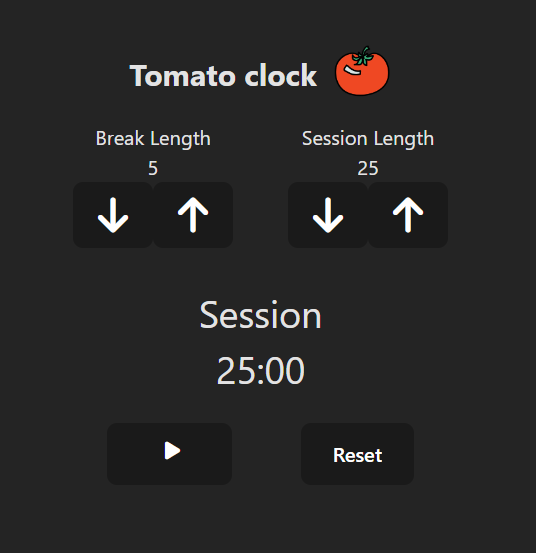 Tomato clock
Break Length
5
Session Length
25
Session
25:00
Reset